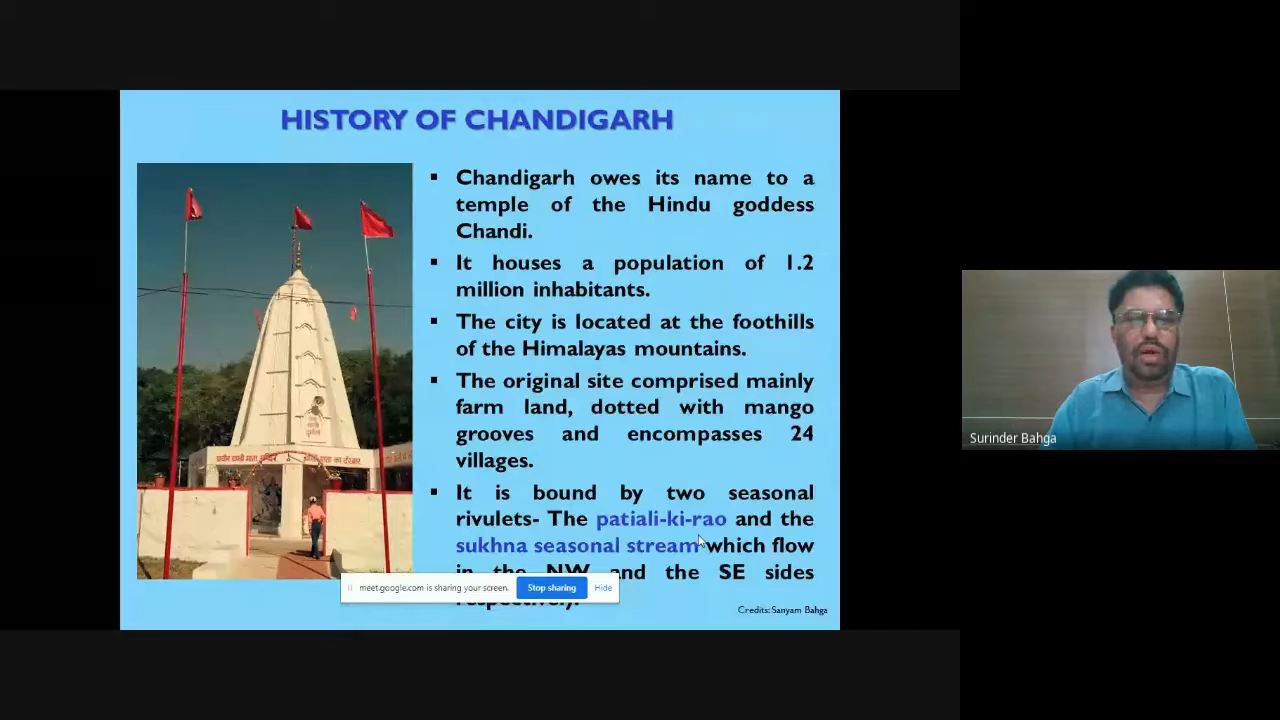 HISTORY OF CHANDIGARH
▪ Chandigarh owes its name to a
temple of the Hindu goddess
Chandi.
▪ It houses a population of 1.2
million inhabitants.
▪ The city is located at the foothills
of the Himalayas mountains.
▪ The original site comprised mainly
farm land, dotted with mango
grooves and encompasses 24
villages.
▪ It is bound by two seasonal
rivulets- The patiali-ki-rao and the
sukhna seasonal stream which flow
in the NW and the SE sides
respectively.
meet.google.com is sharing your screen. Stop sharing Hide
Credits: Sanyam Bahga
Surinder Bahga